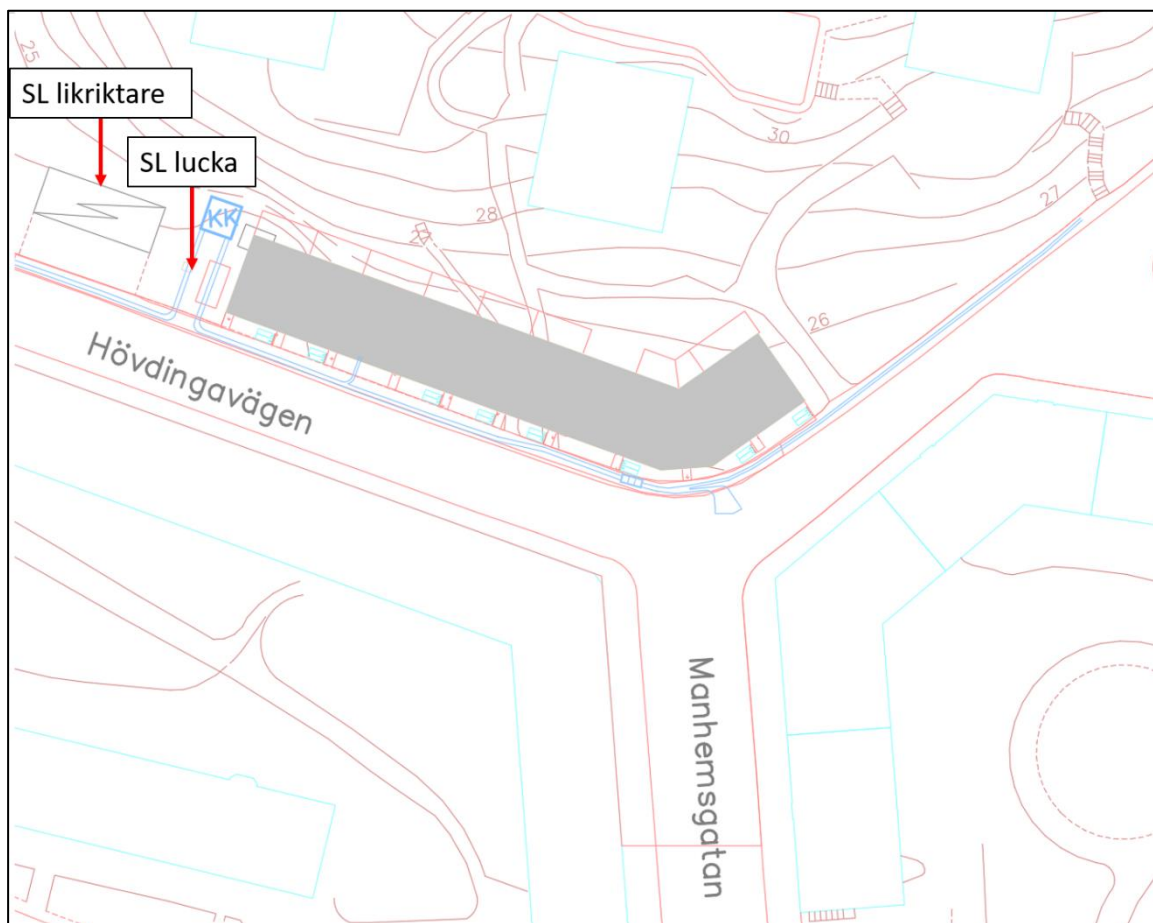 25
SL likriktare
SL lucka
30
KK
28
27
26
Hövdingavägen
Manhemsgatan